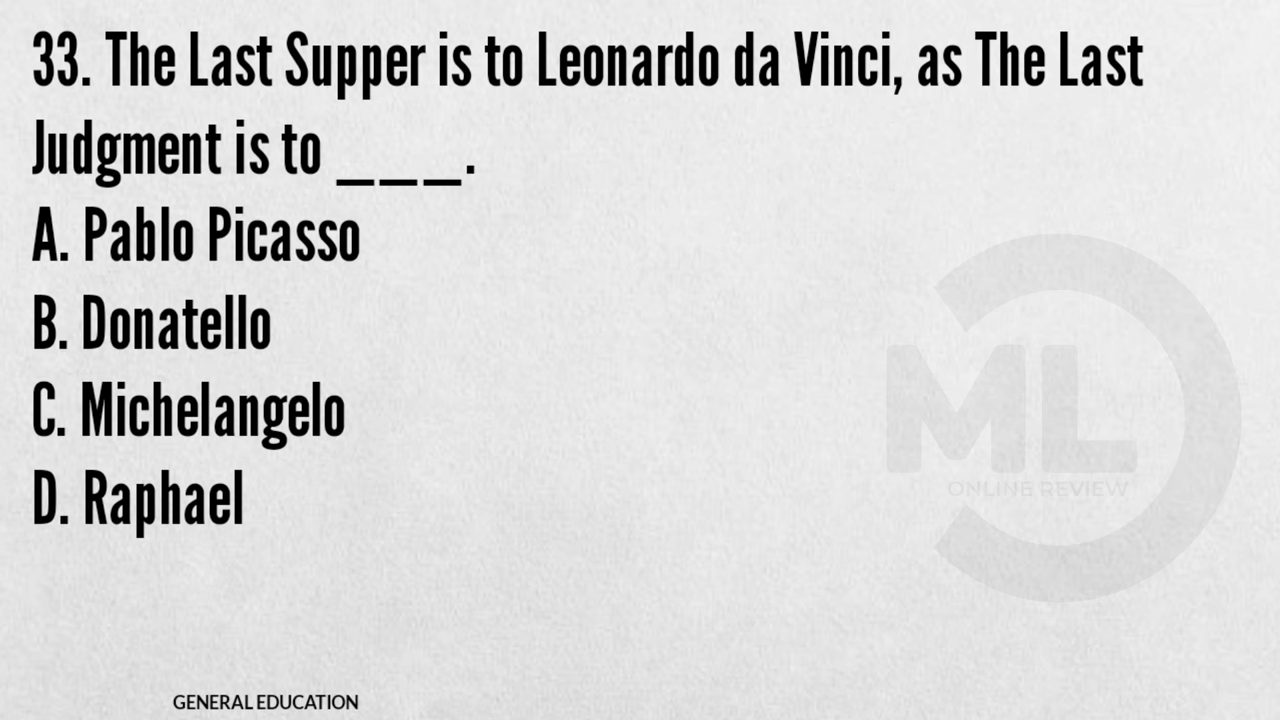 33. The Last Supper is to Leonardo da Vinci, as The Last
Judgment is to ___.
A. Pablo Picasso
B. Donatello
C. Michelangelo
D. Raphael
ML
ONLINE REVIEW
GENERAL EDUCATION